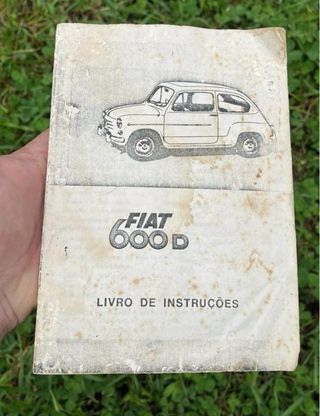 FIAT
600 D
LIVRO DE INSTRUÇÕES